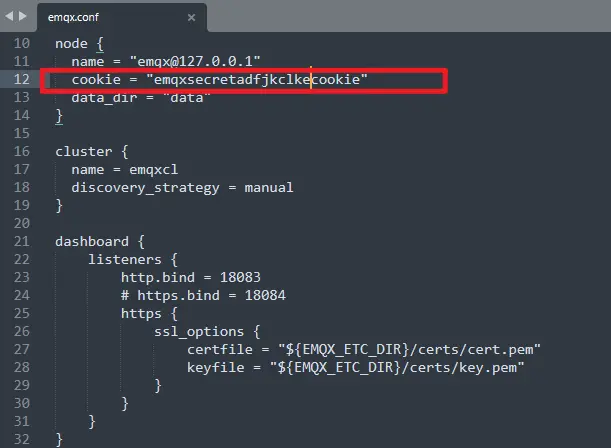 emqx.conf
10 node {
11 name = "emqx@127.0.0.1"
12 cookie = "emqxsecretadfjkclkecookie"
13 data_dir = "data"
14 }
15
16 cluster {
17 name = emqxcl
18 discovery_strategy = manual
19 }
20
21 dashboard {
22 listeners {
23 http.bind = 18083
24 # https.bind = 18084
25 https {
26 ssl_options {
27 certfile = "${EMQX_ETC_DIR}/certs/cert.pem"
28 keyfile = "${EMQX_ETC_DIR}/certs/key.pem"
29 }
30 }
31 }
32 }